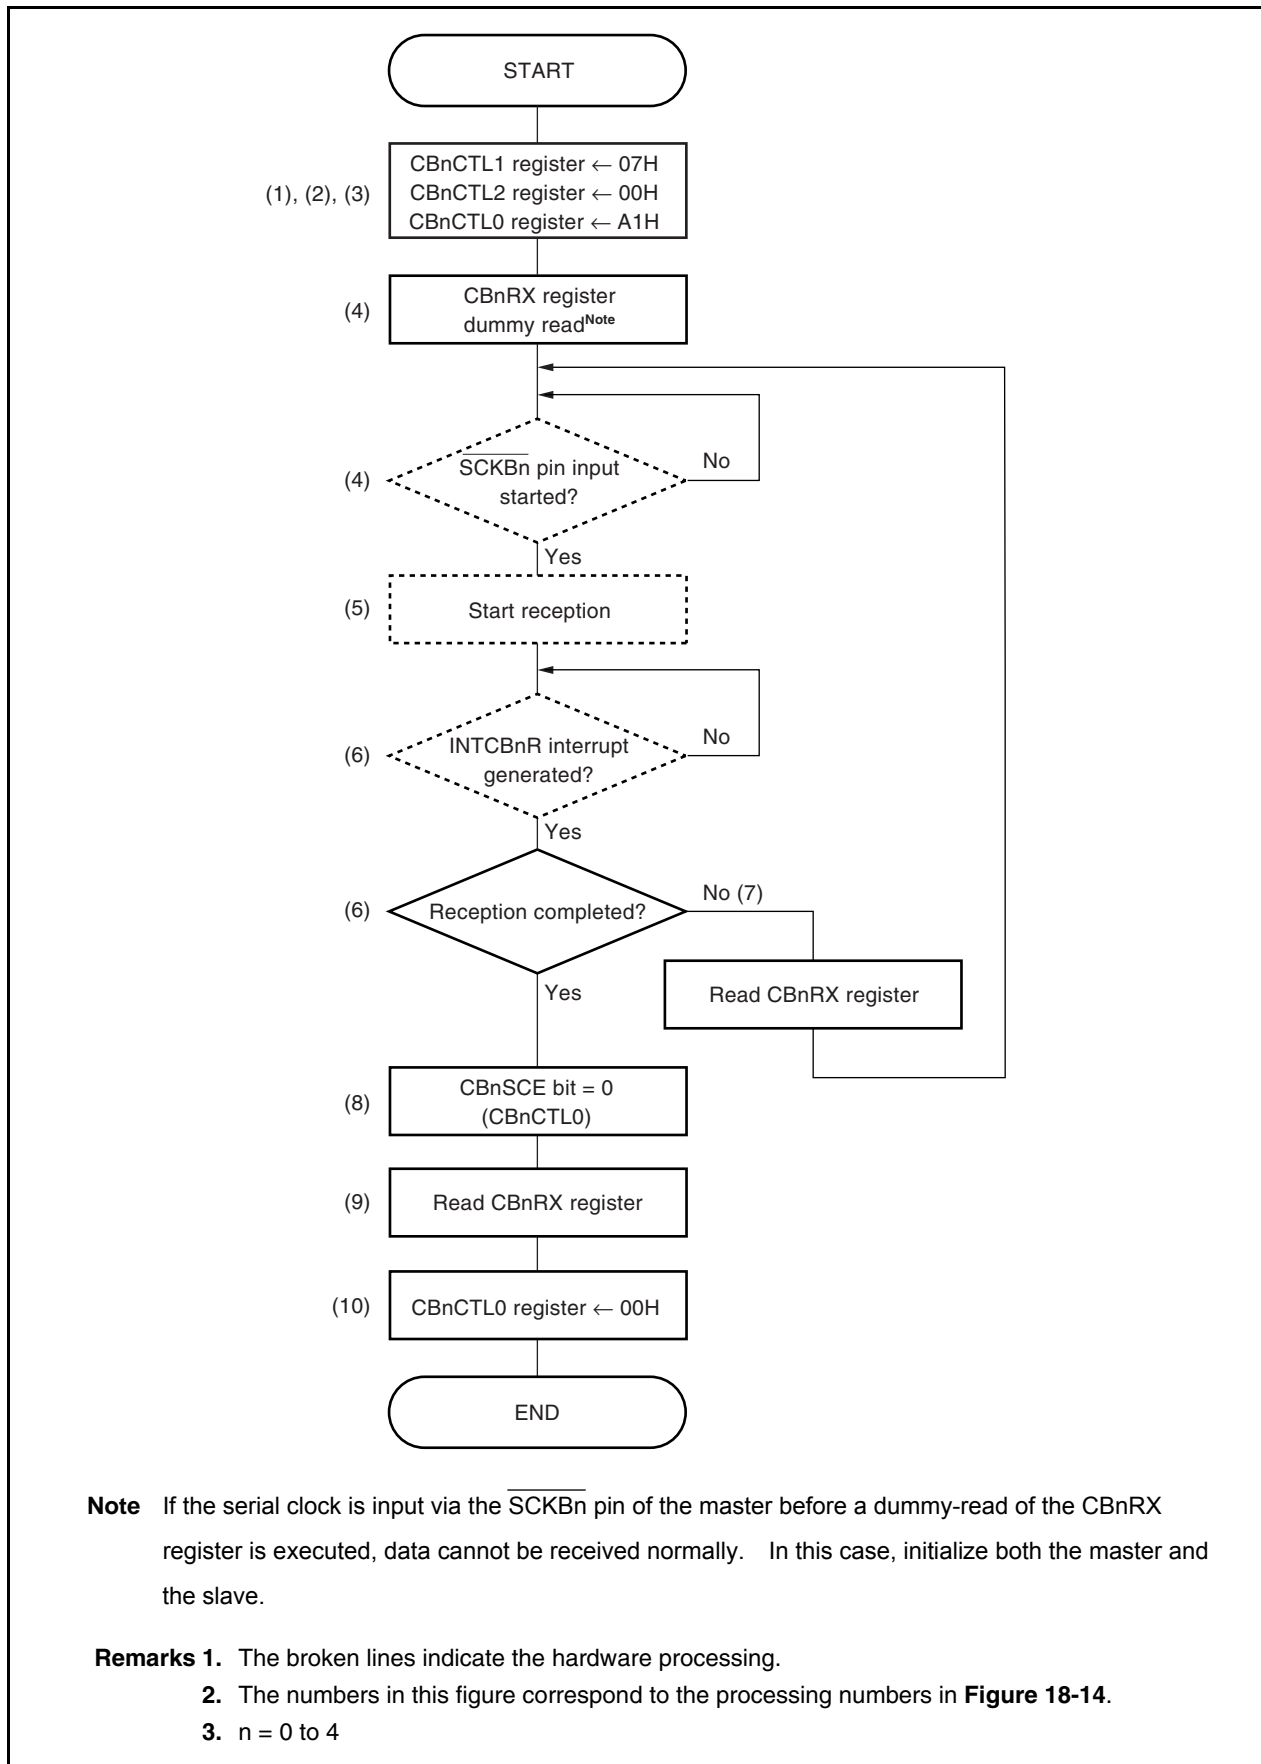 START
CBnCTL1 register ← 07H
(1), (2), (3) CBnCTL2 register ← 00H
CBnCTL0 register ← A1H
CBnRX register
(4) dummy readNote
(4) SCKBn pin input No
started?
Yes
(5) Start reception
(6) INTCBnR interrupt No
generated?
Yes
(6) Reception completed? No (7)
Read CBnRX register
Yes
(8) CBnSCE bit = 0
(CBnCTL0)
(9) Read CBnRX register
(10) CBnCTL0 register ← 00H
END
Note If the serial clock is input via the SCKBn pin of the master before a dummy-read of the CBnRX
register is executed, data cannot be received normally. In this case, initialize both the master and
the slave.
Remarks 1. The broken lines indicate the hardware processing.
2. The numbers in this figure correspond to the processing numbers in Figure 18-14.
3. n = 0 to 4